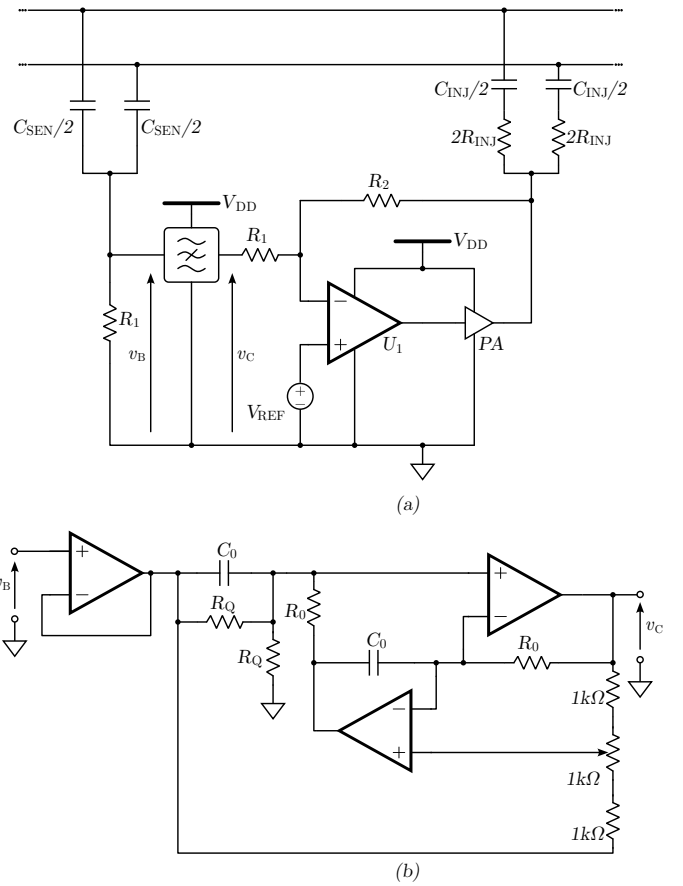 C_INJ/2 C_INJ/2
C_SEN/2 C_SEN/2
2R_INJ 2R_INJ
R_2
V_DD
R_1
V_DD
R_1
−
+
U_1
PA
v_B
v_C
V_REF
+
−
(a)
C_0
+
−
v_B
R_Q
R_0
+
−
R_Q
C_0
R_0
v_C
1kΩ
−
+
1kΩ
1kΩ
(b)